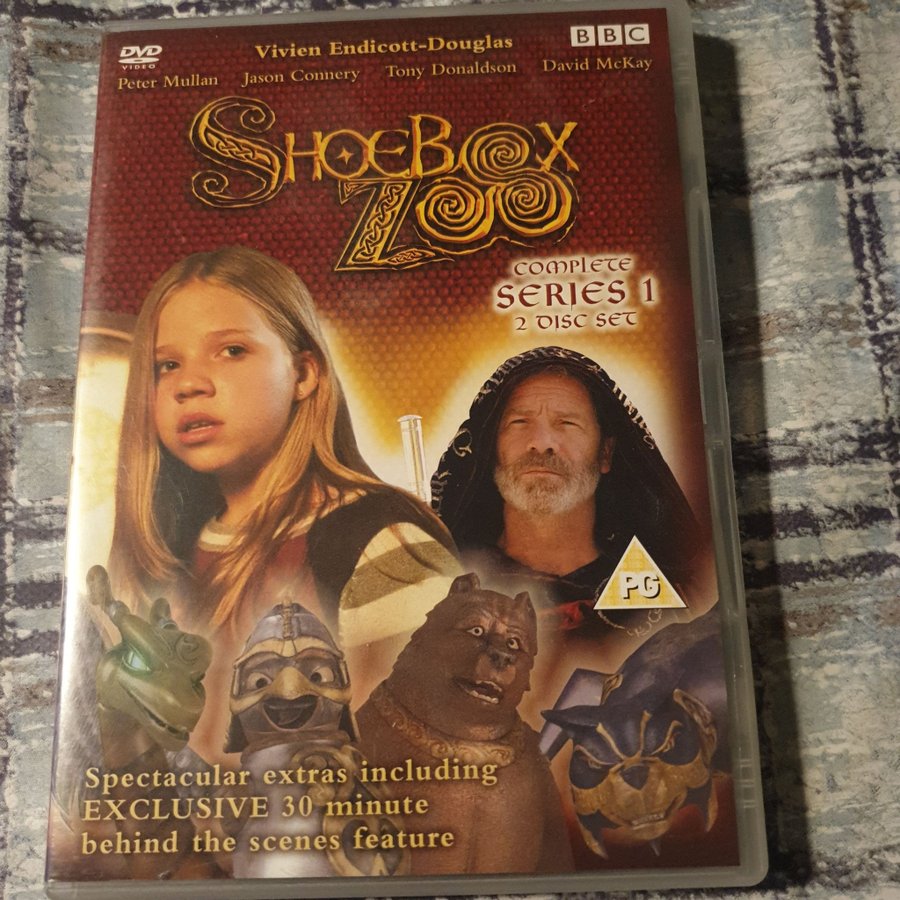 DVD
VIDEO
Vivien Endicott-Douglas
BBC
Peter Mullan Jason Connery Tony Donaldson David McKay
SHOEBOX
ZOO
COMPLETE
SERIES 1
2 DISC SET
PG
Spectacular extras including
EXCLUSIVE 30 minute
behind the scenes feature